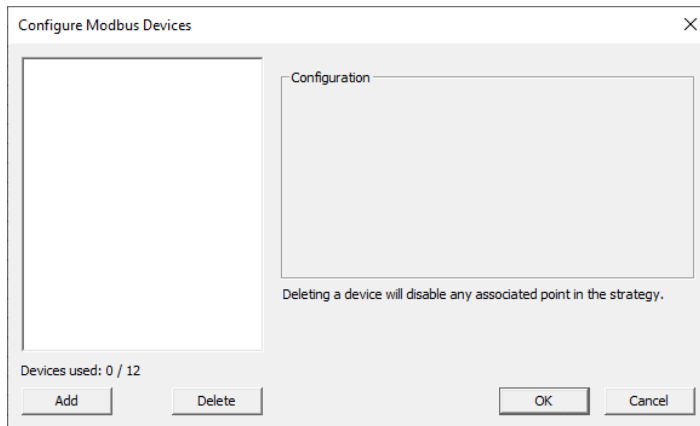 Configure Modbus Devices
Configuration
Deleting a device will disable any associated point in the strategy.
Devices used: 0 / 12
Add
Delete
OK
Cancel